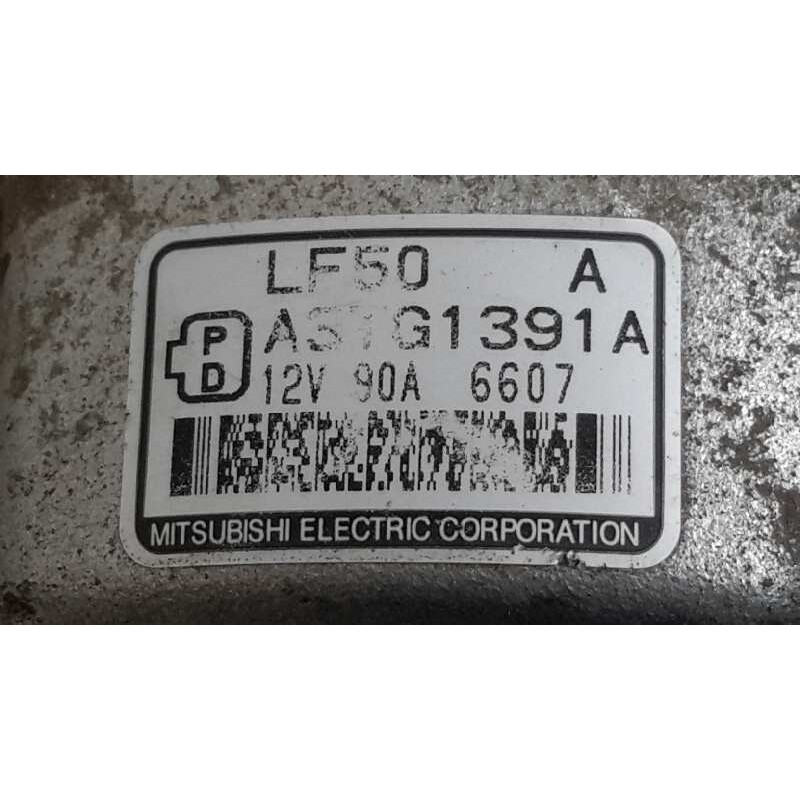 LF50 A
P A3TG1391A
D 12V 90A 6607
MITSUBISHI ELECTRIC CORPORATION